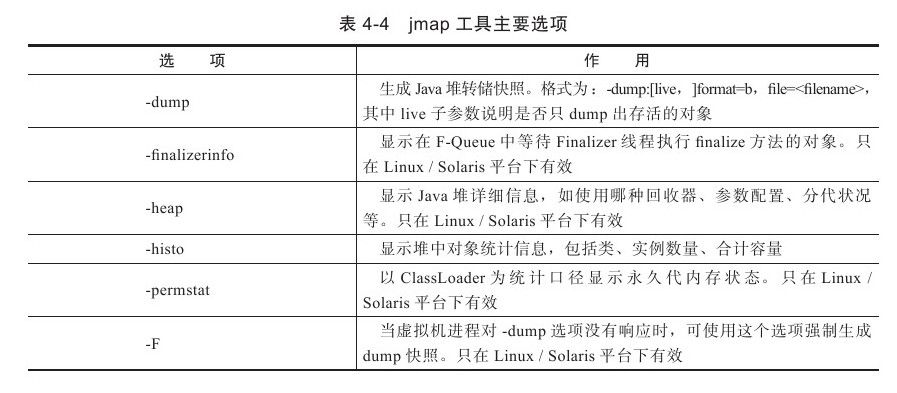 表 4-4 jmap 工具主要选项
选 项 作 用
-dump
生成 Java 堆转储快照。格式为：-dump:[live，]format=b，file=<filename>，
其中 live 子参数说明是否只 dump 出存活的对象
-finalizerinfo
显示在 F-Queue 中等待 Finalizer 线程执行 finalize 方法的对象。只
在 Linux / Solaris 平台下有效
-heap
显示 Java 堆详细信息，如使用哪种回收器、参数配置、分代状况
等。只在 Linux / Solaris 平台下有效
-histo
显示堆中对象统计信息，包括类、实例数量、合计容量
-permstat
以 ClassLoader 为统计口径显示永久代内存状态。只在 Linux /
Solaris 平台下有效
-F
当虚拟机进程对 -dump 选项没有响应时，可使用这个选项强制生成
dump 快照。只在 Linux / Solaris 平台下有效